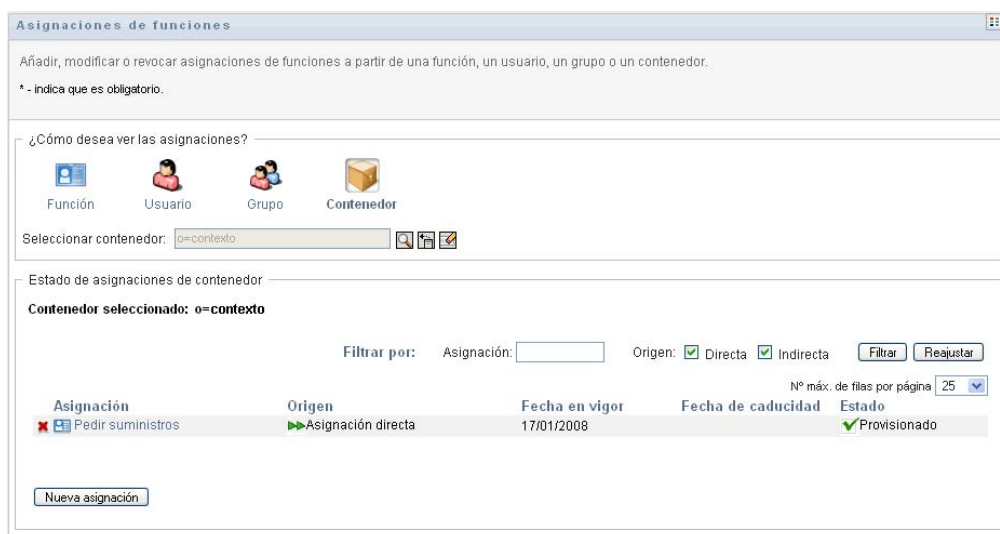 Asignaciones de funciones
Añadir, modificar o revocar asignaciones de funciones a partir de una función, un usuario, un grupo o un contenedor.
* - indica que es obligatorio.
¿Cómo desea ver las asignaciones?
Función Usuario Grupo Contenedor
Seleccionar contenedor: o=contexto
Estado de asignaciones de contenedor
Contenedor seleccionado: o=contexto
Filtrar por: Asignación: Origen: Directa Indirecta Filtrar Reajustar
Nº máx. de filas por página 25
Asignación Origen Fecha en vigor Fecha de caducidad Estado
Pedir suministros Asignación directa 17/01/2008 Provisionado
Nueva asignación